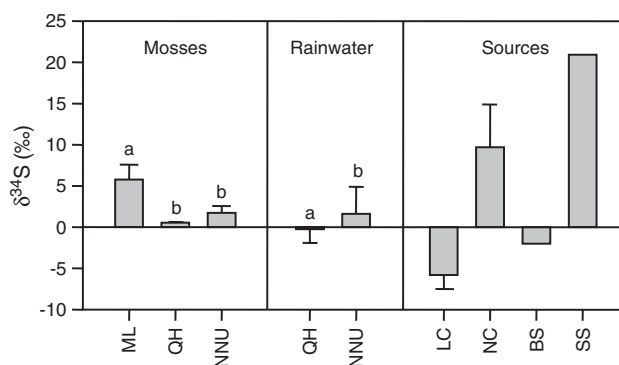 25
20
15
10
5
0
-5
-10
δ34S (‰)
Mosses
Rainwater
Sources
a
b
b
a
b
ML
QH
NNU
QH
NNU
LC
NC
BS
SS